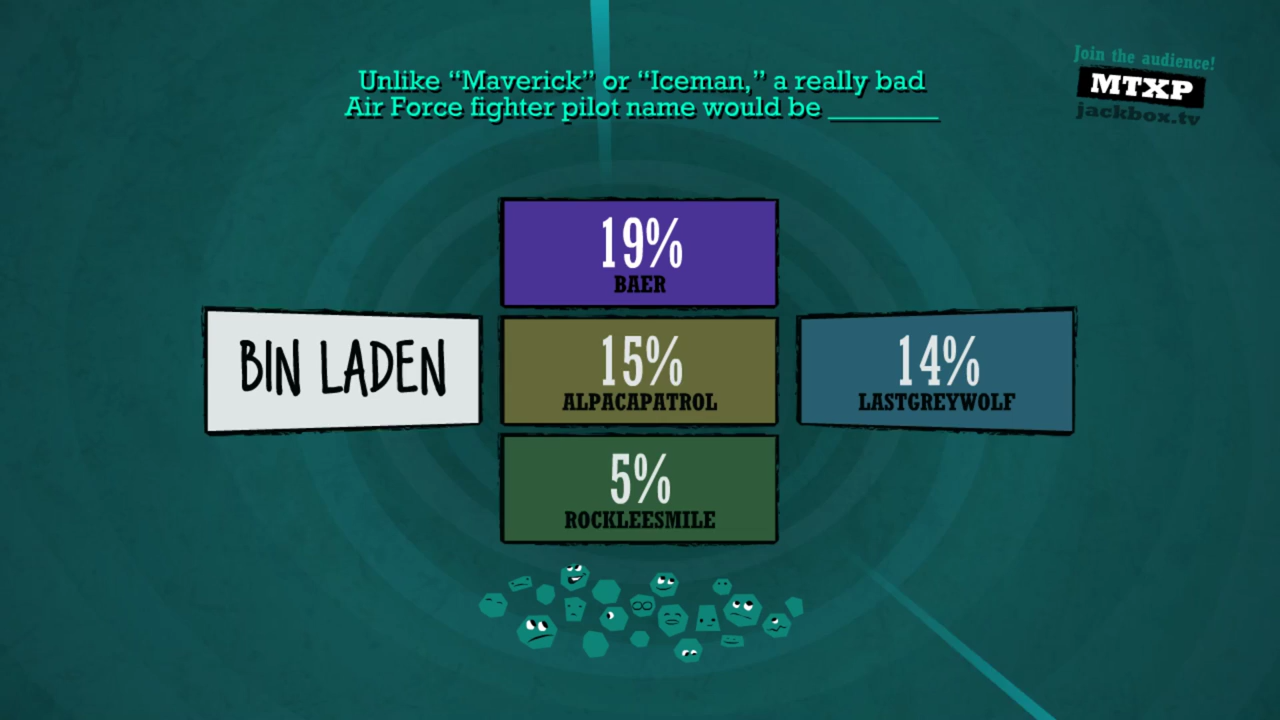 Join the audience!
MTXP
jackbox.tv
Unlike “Maverick” or “Iceman,” a really bad
Air Force fighter pilot name would be ________
19%
BAER
BIN LADEN
15%
ALPACAPATROL
14%
LASTGREYWOLF
5%
ROCKLEESMILE